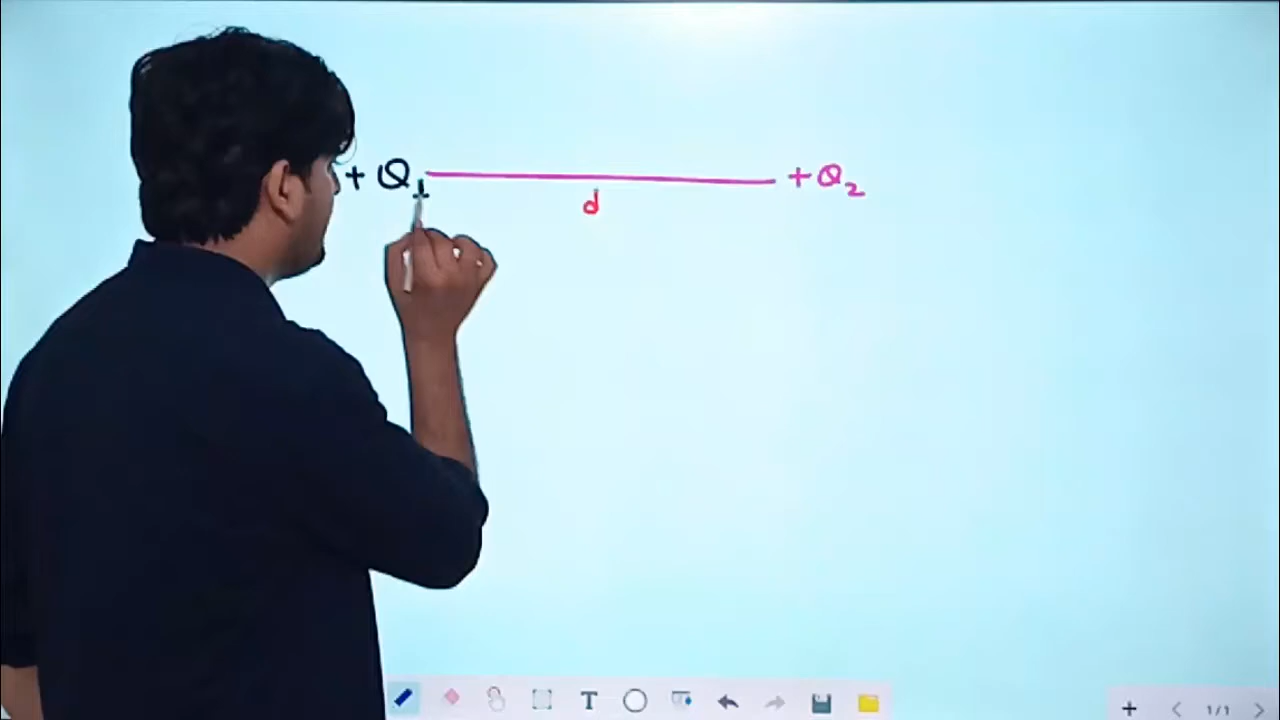 + Q₁ + Q₂
d
T
1/1